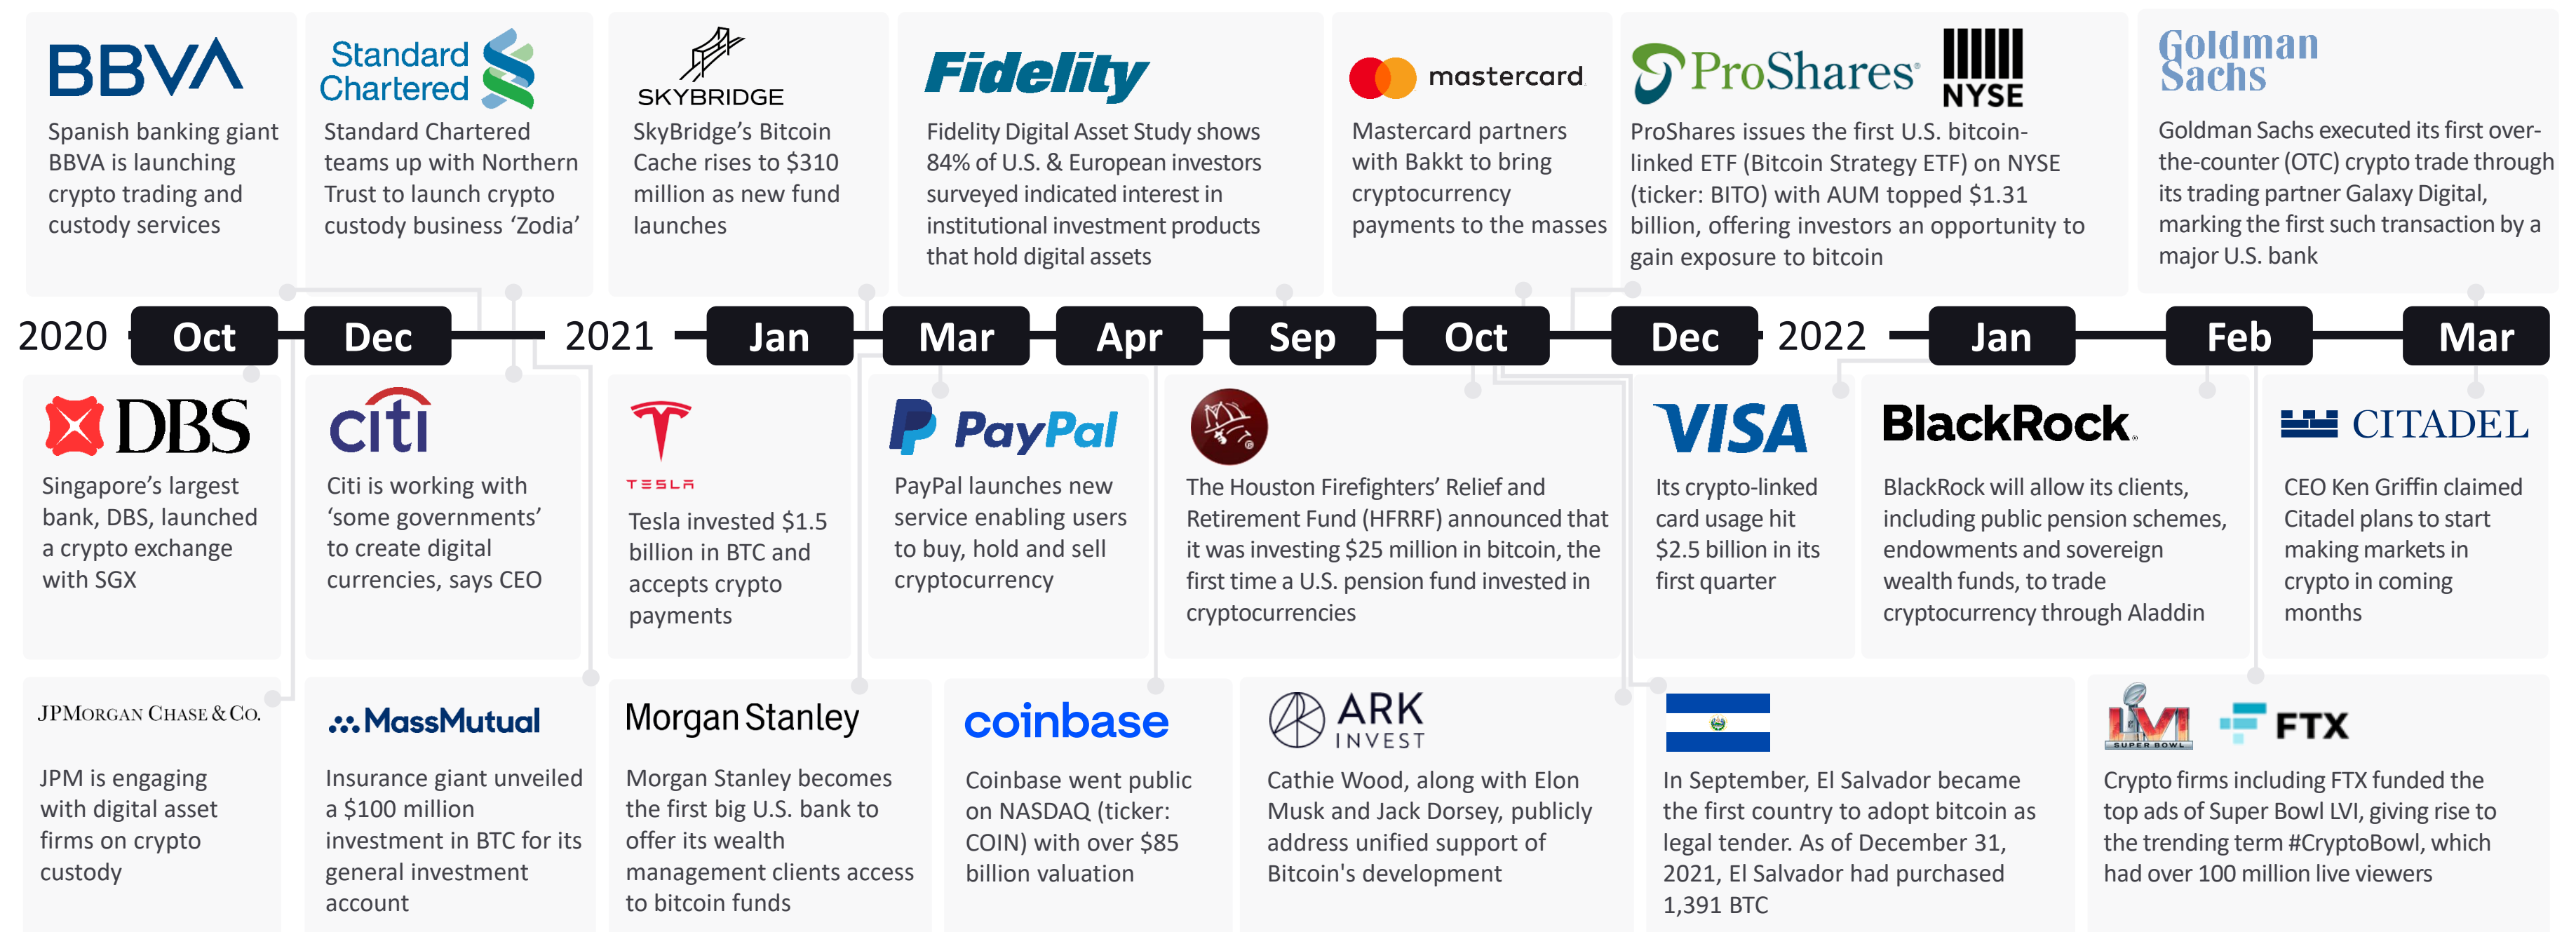 BBVA
Spanish banking giant
BBVA is launching
crypto trading and
custody services
Standard
Chartered
Standard Chartered
teams up with Northern
Trust to launch crypto
custody business ‘Zodia’
SKYBRIDGE
SkyBridge’s Bitcoin
Cache rises to $310
million as new fund
launches
Fidelity
Fidelity Digital Asset Study shows
84% of U.S. & European investors
surveyed indicated interest in
institutional investment products
that hold digital assets
mastercard.
Mastercard partners
with Bakkt to bring
cryptocurrency
payments to the masses
ProShares®
NYSE
ProShares issues the first U.S. bitcoin-
linked ETF (Bitcoin Strategy ETF) on NYSE
(ticker: BITO) with AUM topped $1.31
billion, offering investors an opportunity to
gain exposure to bitcoin
Goldman
Sachs
Goldman Sachs executed its first over-
the-counter (OTC) crypto trade through
its trading partner Galaxy Digital,
marking the first such transaction by a
major U.S. bank
2020 Oct Dec 2021 Jan Mar Apr Sep Oct Dec 2022 Jan Feb Mar
DBS
Singapore’s largest
bank, DBS, launched
a crypto exchange
with SGX
citi
Citi is working with
‘some governments’
to create digital
currencies, says CEO
TESLA
Tesla invested $1.5
billion in BTC and
accepts crypto
payments
PayPal
PayPal launches new
service enabling users
to buy, hold and sell
cryptocurrency
The Houston Firefighters’ Relief and
Retirement Fund (HFRRF) announced that
it was investing $25 million in bitcoin, the
first time a U.S. pension fund invested in
cryptocurrencies
VISA
Its crypto-linked
card usage hit
$2.5 billion in its
first quarter
BlackRock®
BlackRock will allow its clients,
including public pension schemes,
endowments and sovereign
wealth funds, to trade
cryptocurrency through Aladdin
CITADEL
CEO Ken Griffin claimed
Citadel plans to start
making markets in
crypto in coming
months
JPMORGAN CHASE & CO.
JPM is engaging
with digital asset
firms on crypto
custody
MassMutual
Insurance giant unveiled
a $100 million
investment in BTC for its
general investment
account
Morgan Stanley
Morgan Stanley becomes
the first big U.S. bank to
offer its wealth
management clients access
to bitcoin funds
coinbase
Coinbase went public
on NASDAQ (ticker:
COIN) with over $85
billion valuation
ARK
INVEST
Cathie Wood, along with Elon
Musk and Jack Dorsey, publicly
address unified support of
Bitcoin's development
In September, El Salvador became
the first country to adopt bitcoin as
legal tender. As of December 31,
2021, El Salvador had purchased
1,391 BTC
LVI
SUPER BOWL
FTX
Crypto firms including FTX funded the
top ads of Super Bowl LVI, giving rise to
the trending term #CryptoBowl, which
had over 100 million live viewers